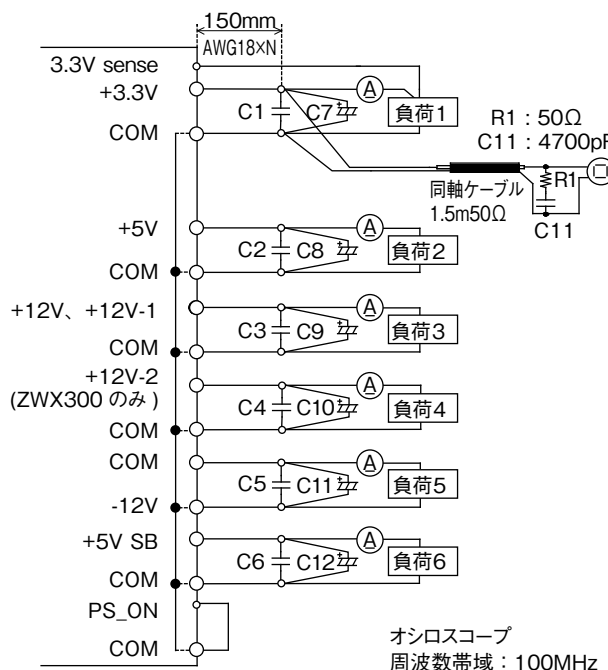 150mm
AWG18×N
3.3V sense
+3.3V
C1
C7
+
A
負荷1
COM
R1：50Ω
C11：4700pF
R1
同軸ケーブル
1.5m50Ω
C11
+5V
C2
C8
+
A
負荷2
COM
+12V、+12V-1
C3
C9
+
A
負荷3
COM
+12V-2
(ZWX300 のみ)
C4
C10
+
A
負荷4
COM
COM
C5
C11
+
A
負荷5
-12V
+5V SB
C6
C12
+
A
負荷6
COM
PS_ON
COM
オシロスコープ
周波数帯域：100MHz